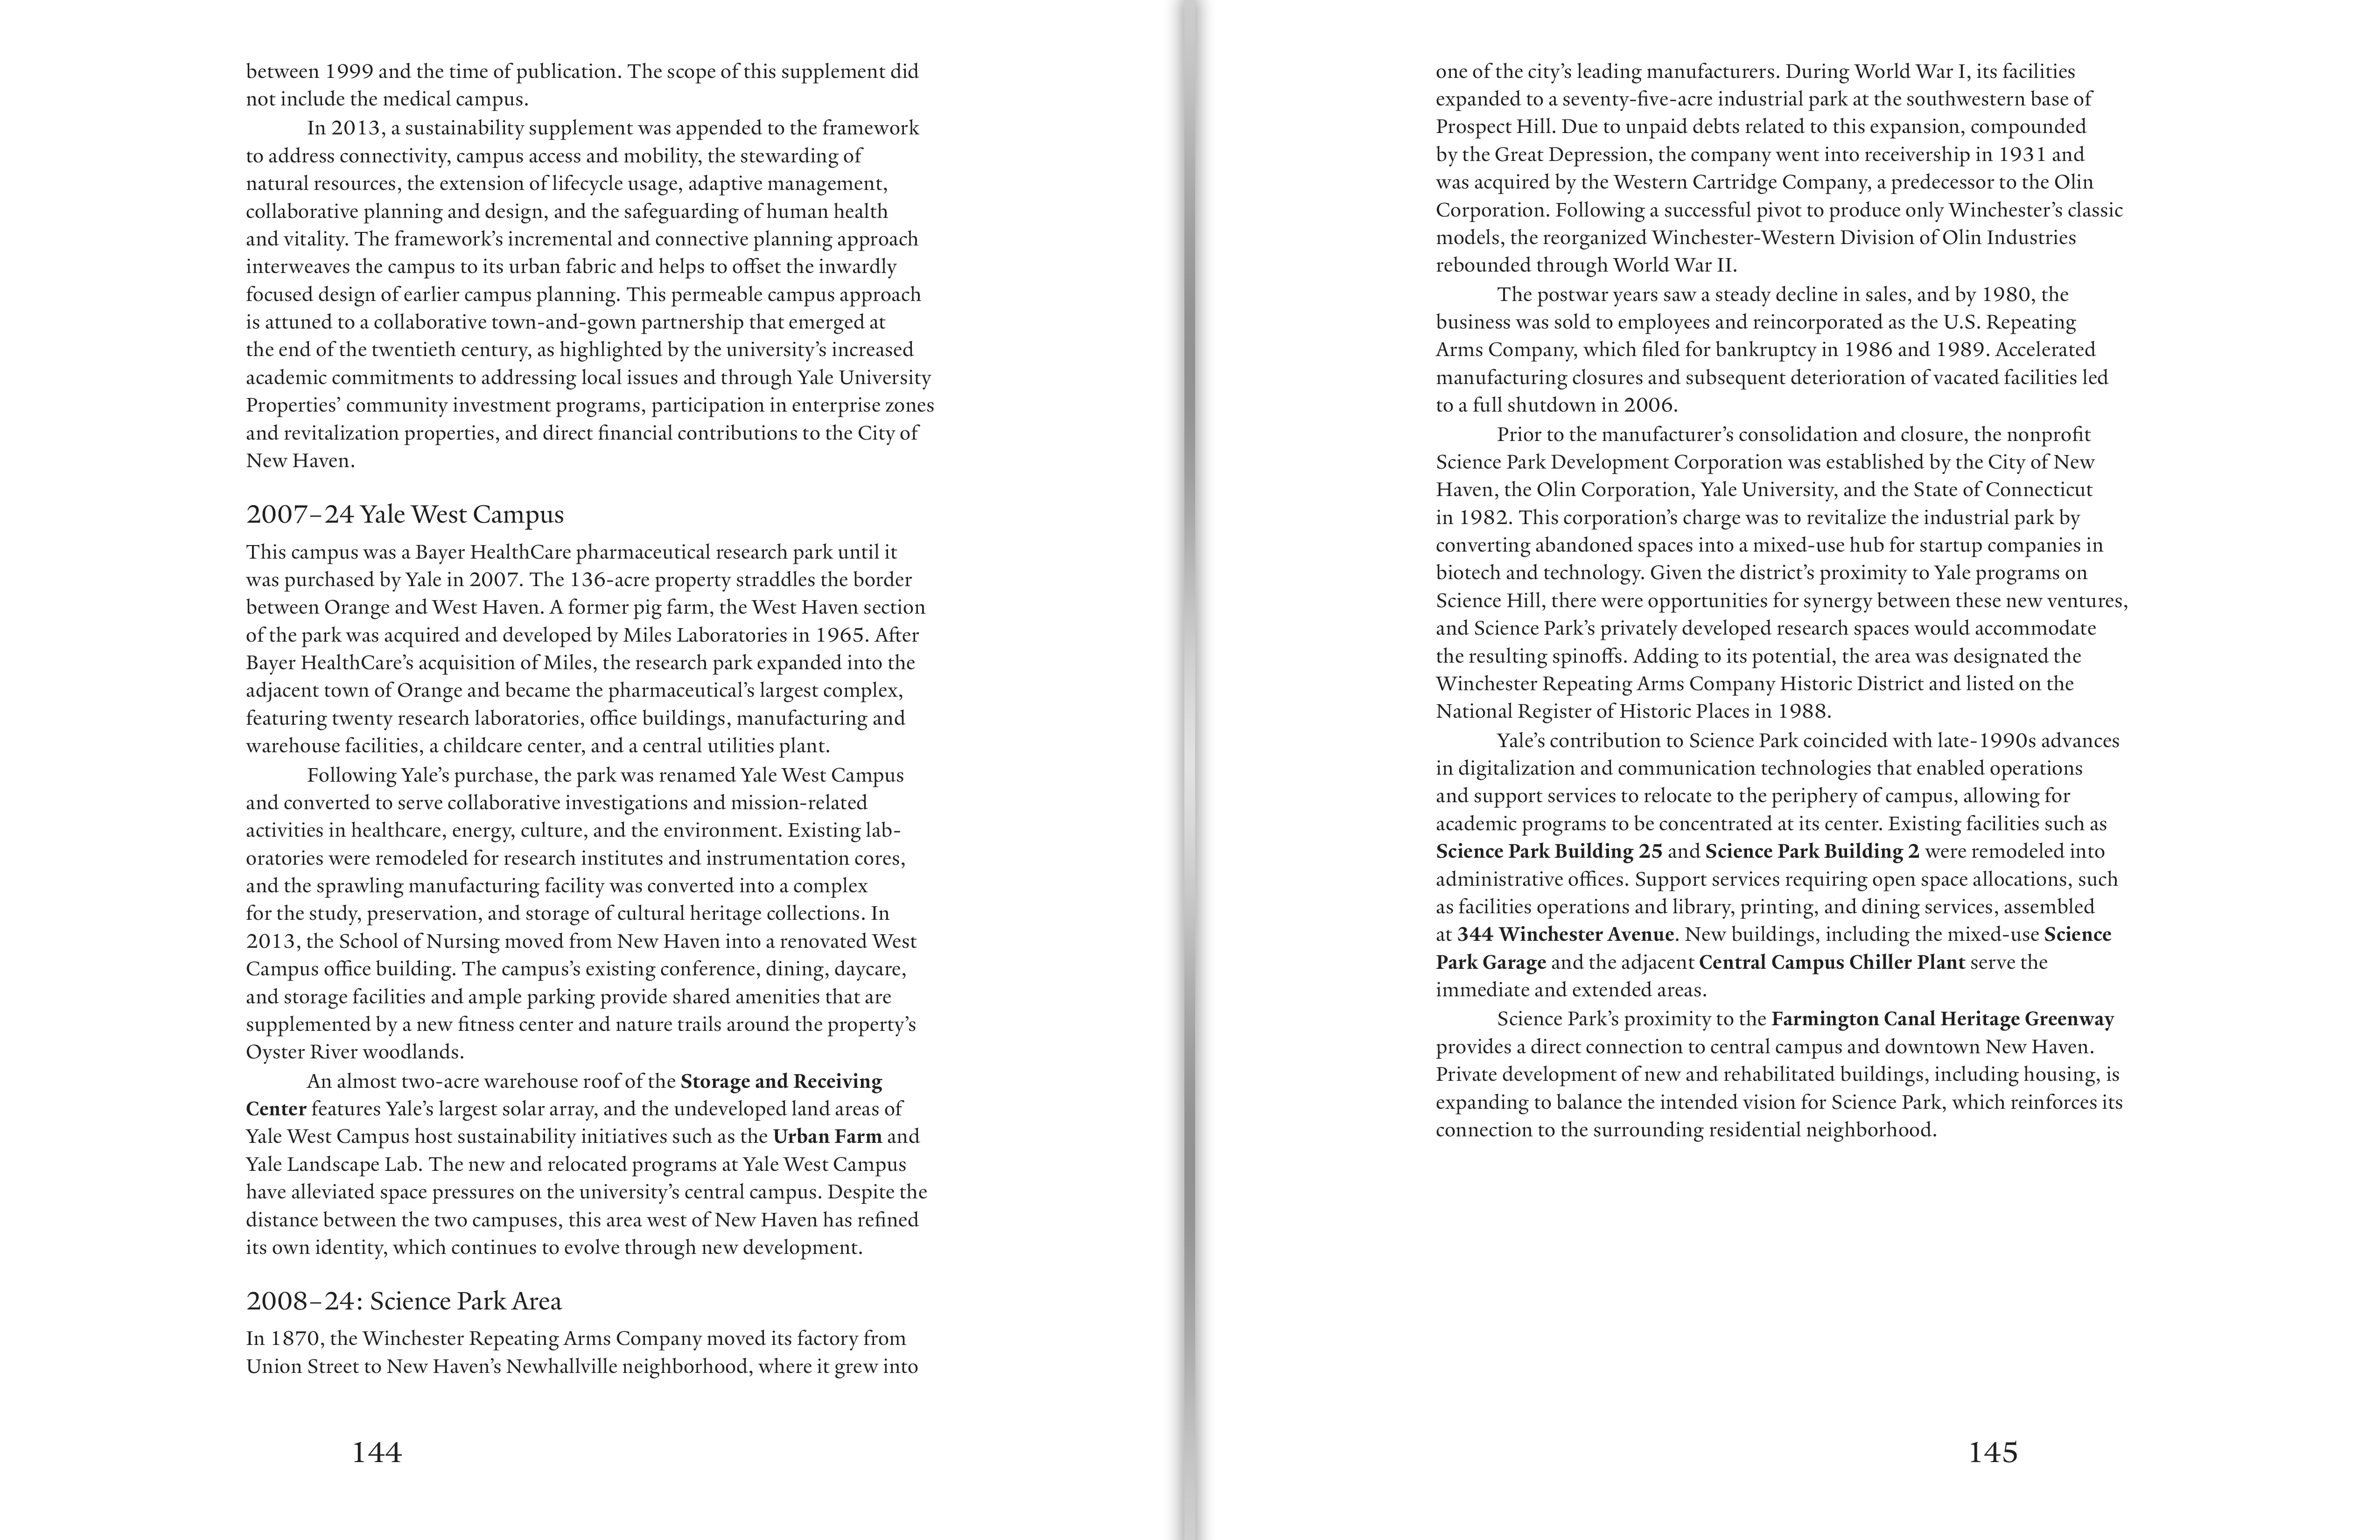 between 1999 and the time of publication. The scope of this supplement did
not include the medical campus.
In 2013, a sustainability supplement was appended to the framework
to address connectivity, campus access and mobility, the stewarding of
natural resources, the extension of lifecycle usage, adaptive management,
collaborative planning and design, and the safeguarding of human health
and vitality. The framework’s incremental and connective planning approach
interweaves the campus to its urban fabric and helps to offset the inwardly
focused design of earlier campus planning. This permeable campus approach
is attuned to a collaborative town-and-gown partnership that emerged at
the end of the twentieth century, as highlighted by the university’s increased
academic commitments to addressing local issues and through Yale University
Properties’ community investment programs, participation in enterprise zones
and revitalization properties, and direct financial contributions to the City of
New Haven.
2007–24 Yale West Campus
This campus was a Bayer HealthCare pharmaceutical research park until it
was purchased by Yale in 2007. The 136-acre property straddles the border
between Orange and West Haven. A former pig farm, the West Haven section
of the park was acquired and developed by Miles Laboratories in 1965. After
Bayer HealthCare’s acquisition of Miles, the research park expanded into the
adjacent town of Orange and became the pharmaceutical’s largest complex,
featuring twenty research laboratories, office buildings, manufacturing and
warehouse facilities, a childcare center, and a central utilities plant.
Following Yale’s purchase, the park was renamed Yale West Campus
and converted to serve collaborative investigations and mission-related
activities in healthcare, energy, culture, and the environment. Existing lab-
oratories were remodeled for research institutes and instrumentation cores,
and the sprawling manufacturing facility was converted into a complex
for the study, preservation, and storage of cultural heritage collections. In
2013, the School of Nursing moved from New Haven into a renovated West
Campus office building. The campus’s existing conference, dining, daycare,
and storage facilities and ample parking provide shared amenities that are
supplemented by a new fitness center and nature trails around the property’s
Oyster River woodlands.
An almost two-acre warehouse roof of the Storage and Receiving
Center features Yale’s largest solar array, and the undeveloped land areas of
Yale West Campus host sustainability initiatives such as the Urban Farm and
Yale Landscape Lab. The new and relocated programs at Yale West Campus
have alleviated space pressures on the university’s central campus. Despite the
distance between the two campuses, this area west of New Haven has refined
its own identity, which continues to evolve through new development.
2008–24: Science Park Area
In 1870, the Winchester Repeating Arms Company moved its factory from
Union Street to New Haven’s Newhallville neighborhood, where it grew into
144
one of the city’s leading manufacturers. During World War I, its facilities
expanded to a seventy-five-acre industrial park at the southwestern base of
Prospect Hill. Due to unpaid debts related to this expansion, compounded
by the Great Depression, the company went into receivership in 1931 and
was acquired by the Western Cartridge Company, a predecessor to the Olin
Corporation. Following a successful pivot to produce only Winchester’s classic
models, the reorganized Winchester-Western Division of Olin Industries
rebounded through World War II.
The postwar years saw a steady decline in sales, and by 1980, the
business was sold to employees and reincorporated as the U.S. Repeating
Arms Company, which filed for bankruptcy in 1986 and 1989. Accelerated
manufacturing closures and subsequent deterioration of vacated facilities led
to a full shutdown in 2006.
Prior to the manufacturer’s consolidation and closure, the nonprofit
Science Park Development Corporation was established by the City of New
Haven, the Olin Corporation, Yale University, and the State of Connecticut
in 1982. This corporation’s charge was to revitalize the industrial park by
converting abandoned spaces into a mixed-use hub for startup companies in
biotech and technology. Given the district’s proximity to Yale programs on
Science Hill, there were opportunities for synergy between these new ventures,
and Science Park’s privately developed research spaces would accommodate
the resulting spinoffs. Adding to its potential, the area was designated the
Winchester Repeating Arms Company Historic District and listed on the
National Register of Historic Places in 1988.
Yale’s contribution to Science Park coincided with late-1990s advances
in digitalization and communication technologies that enabled operations
and support services to relocate to the periphery of campus, allowing for
academic programs to be concentrated at its center. Existing facilities such as
Science Park Building 25 and Science Park Building 2 were remodeled into
administrative offices. Support services requiring open space allocations, such
as facilities operations and library, printing, and dining services, assembled
at 344 Winchester Avenue. New buildings, including the mixed-use Science
Park Garage and the adjacent Central Campus Chiller Plant serve the
immediate and extended areas.
Science Park’s proximity to the Farmington Canal Heritage Greenway
provides a direct connection to central campus and downtown New Haven.
Private development of new and rehabilitated buildings, including housing, is
expanding to balance the intended vision for Science Park, which reinforces its
connection to the surrounding residential neighborhood.
145